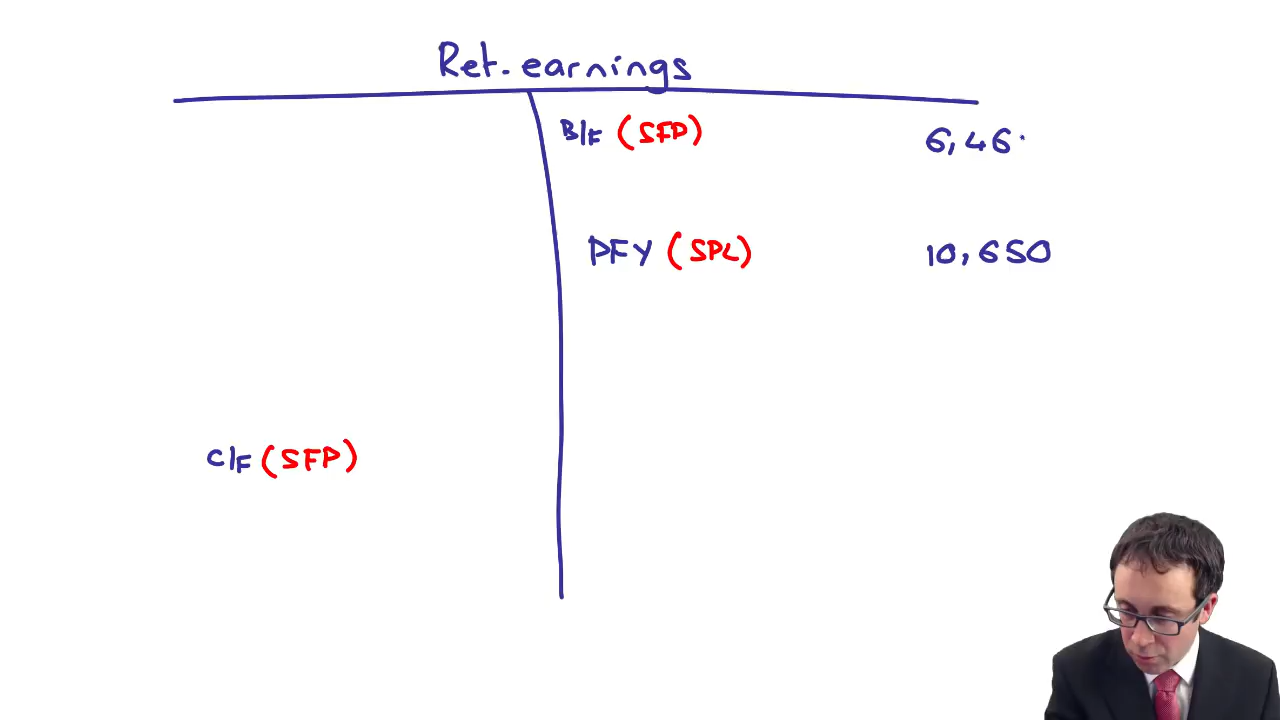 Ret. earnings
B/F (SFP) 6,46
PFY (SPL) 10,650
C/F (SFP)